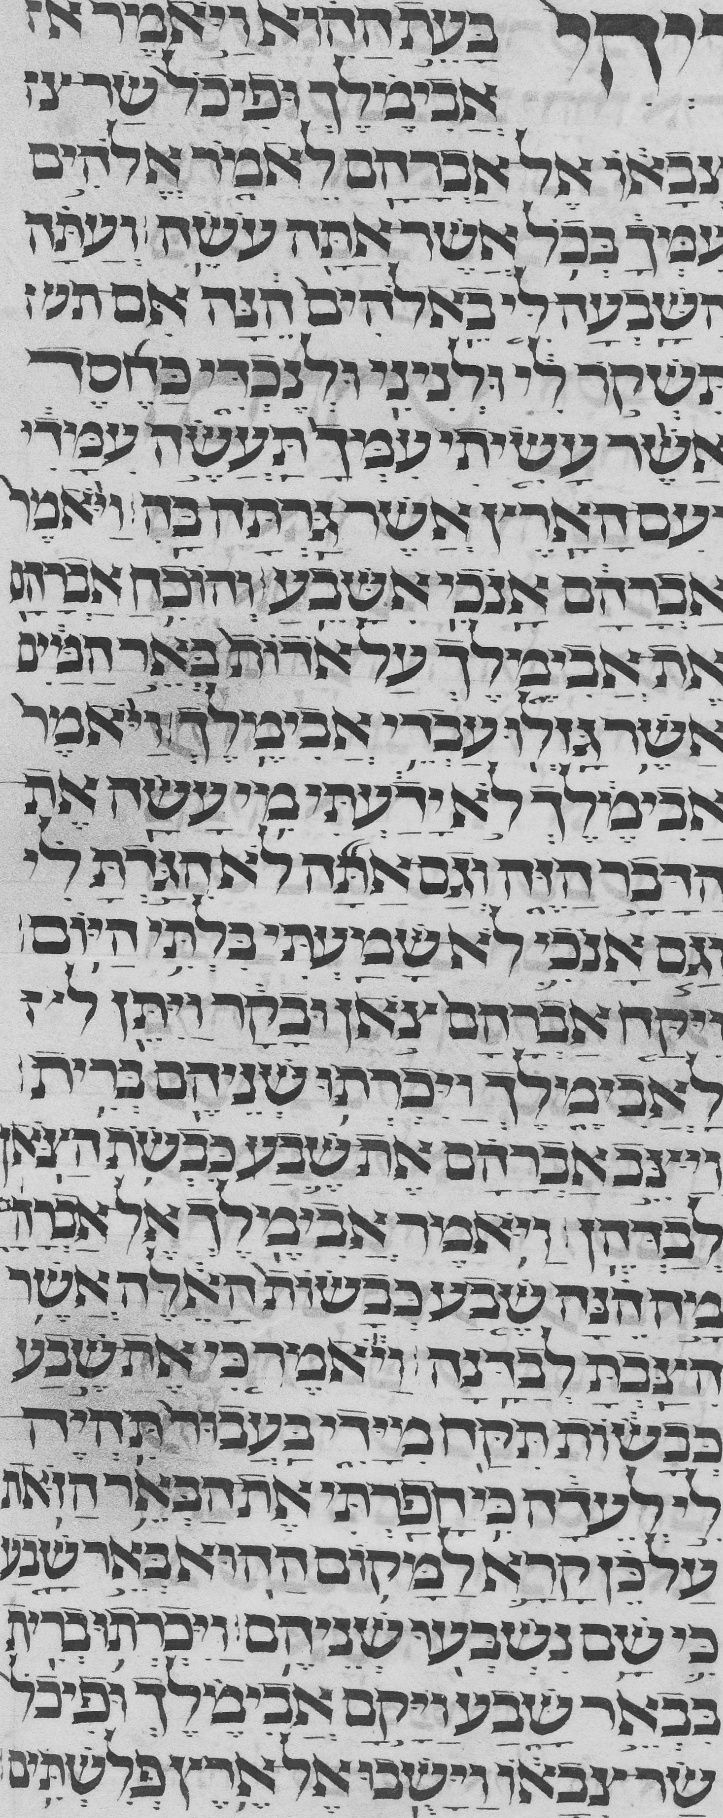 ויהי בעת ההוא ויאמר אז
אבימלך ופיכל שר צז
צבאו אל אברהם לאמר אלהים
עמך בכל אשר אתה עשה ועתה
השבעה לי באלהים הנה אם תשז
תשקר לי ולניני ולנכדי כחסד
אשר עשיתי עמך תעשה עמדי
ועם הארץ אשר גרתה בה ויאמר
אברהם אנכי אשבע והוכח אברהם
את אבימלך על אדות באר המים
אשר גזלו עבדי אבימלך ויאמר
אבימלך לא ידעתי מי עשה את
הדבר הזה וגם אתה לא הגדת לי
וגם אנכי לא שמעתי בלתי היום
ויקח אברהם צאן ובקר ויתן ל׳ז
לאבימלך ויכרתו שניהם ברית
ויצב אברהם את שבע כבשת הצאן
לבדהן ויאמר אבימלך אל אברהם
מה הנה שבע כבשות האלה אשר
הצבת לבדנה ויאמר כי את שבע
כבשות תקח מידי בעבור תהיה
לי לעדה כי חפרתי את הבאר הזאת
על כן קרא למקום ההוא באר שבע
כי שם נשבעו שניהם ויכרתו ברית
בבאר שבע ויקם אבימלך ופיכל
שר צבאו וישבו אל ארץ פלשתים